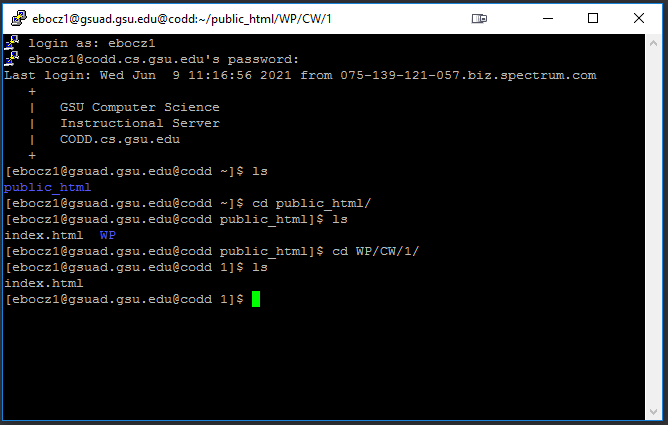 ebocz1@gsuad.gsu.edu@codd:~/public_html/WP/CW/1
login as: ebocz1
ebocz1@codd.cs.gsu.edu's password:
Last login: Wed Jun  9 11:16:56 2021 from 075-139-121-057.biz.spectrum.com
   +
   |   GSU Computer Science
   |   Instructional Server
   |   CODD.cs.gsu.edu
   +
[ebocz1@gsuad.gsu.edu@codd ~]$ ls
public_html
[ebocz1@gsuad.gsu.edu@codd ~]$ cd public_html/
[ebocz1@gsuad.gsu.edu@codd public_html]$ ls
index.html  WP
[ebocz1@gsuad.gsu.edu@codd public_html]$ cd WP/CW/1/
[ebocz1@gsuad.gsu.edu@codd 1]$ ls
index.html
[ebocz1@gsuad.gsu.edu@codd 1]$